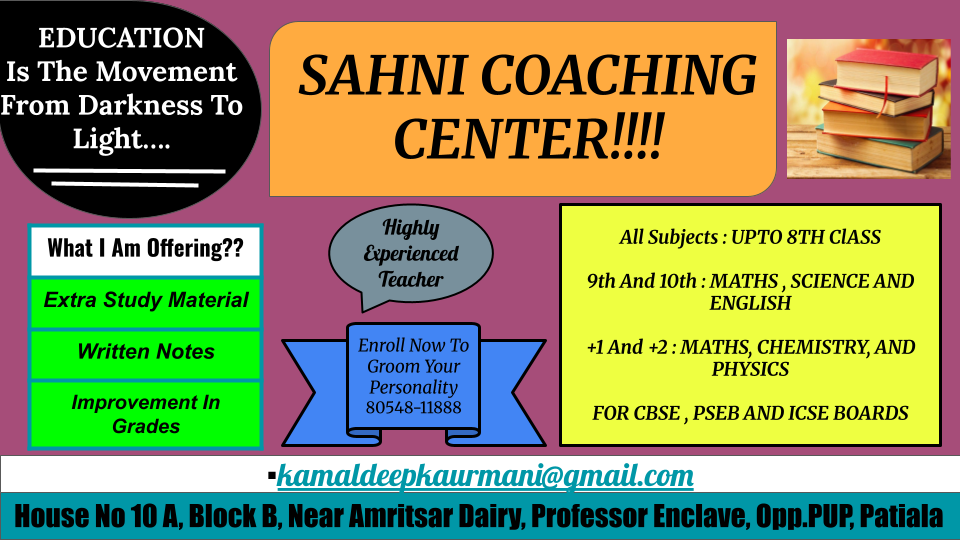 EDUCATION
Is The Movement
From Darkness To
Light....
SAHNI COACHING
CENTER!!!!
What I Am Offering??
Extra Study Material
Written Notes
Improvement In
Grades
Highly
Experienced
Teacher
Enroll Now To
Groom Your
Personality
80548-11888
All Subjects : UPTO 8TH ClASS
9th And 10th : MATHS , SCIENCE AND
ENGLISH
+1 And +2 : MATHS, CHEMISTRY, AND
PHYSICS
FOR CBSE , PSEB AND ICSE BOARDS
▪kamaldeepkaurmani@gmail.com
House No 10 A, Block B, Near Amritsar Dairy, Professor Enclave, Opp.PUP, Patiala